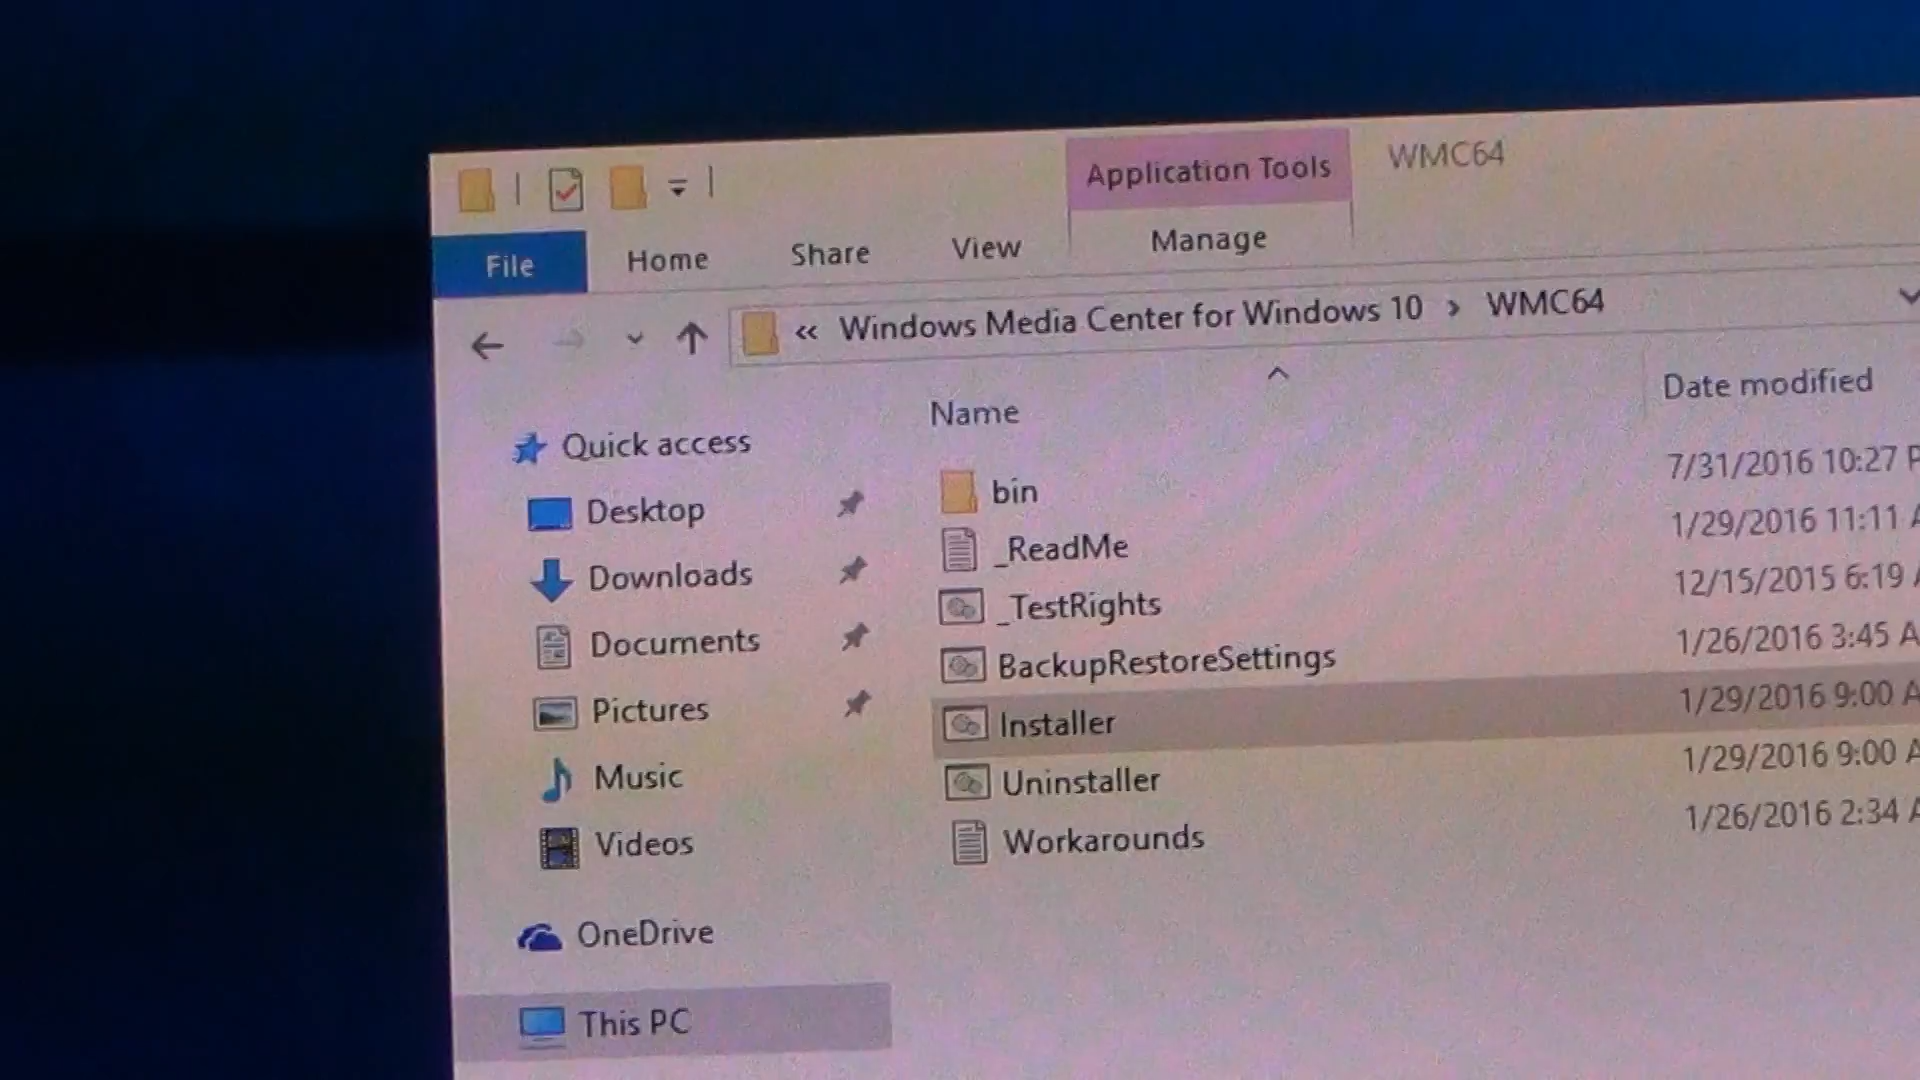 Application Tools WMC64
File Home Share View Manage
« Windows Media Center for Windows 10 › WMC64
Name Date modified
Quick access
Desktop
Downloads
Documents
Pictures
Music
Videos
OneDrive
This PC
bin 7/31/2016 10:27 P
_ReadMe 1/29/2016 11:11 A
_TestRights 12/15/2015 6:19 A
BackupRestoreSettings 1/26/2016 3:45 A
Installer 1/29/2016 9:00 A
Uninstaller 1/29/2016 9:00 A
Workarounds 1/26/2016 2:34 A